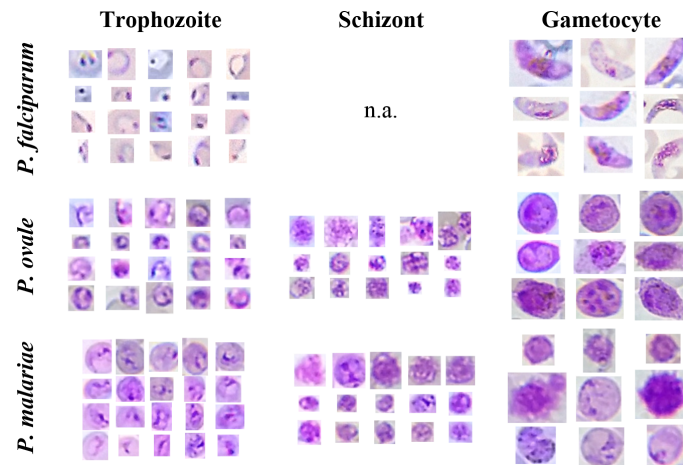 Trophozoite Schizont Gametocyte
P. falciparum
n.a.
P. ovale
P. malariae